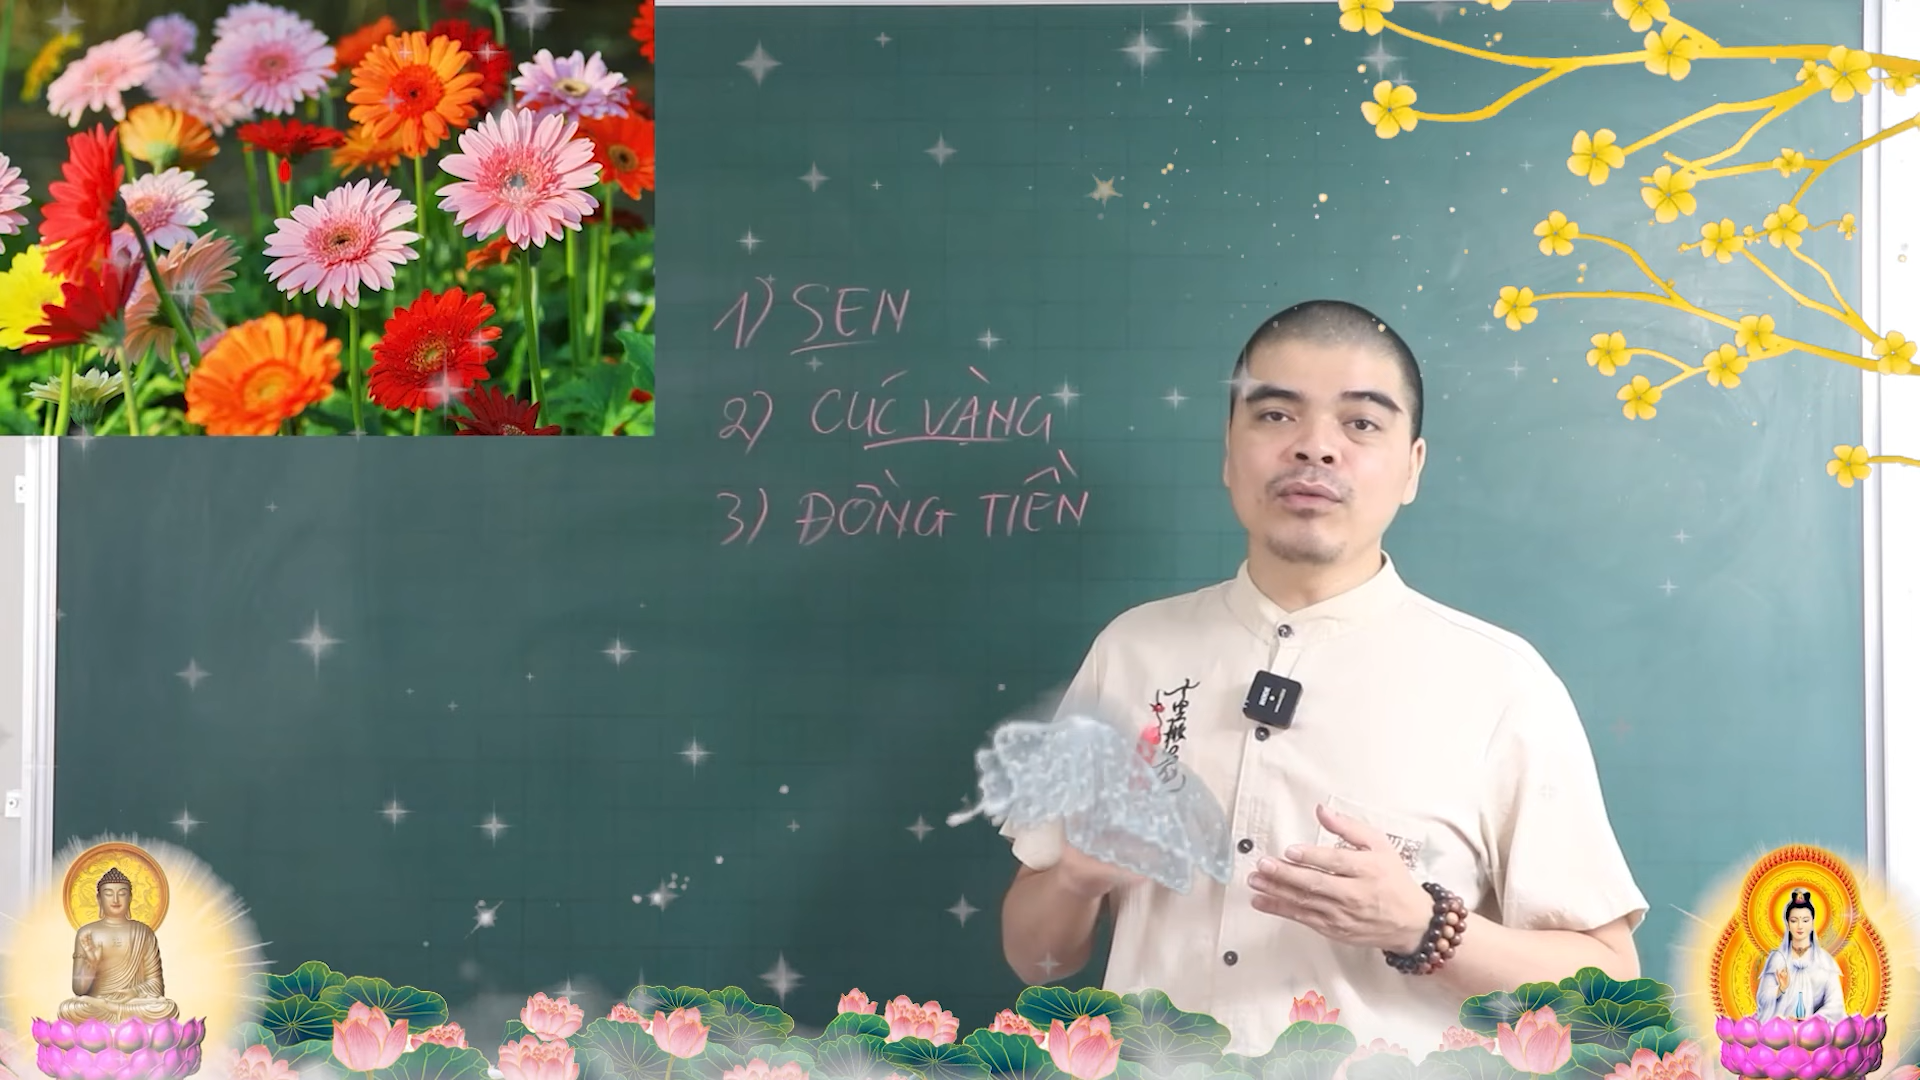 1) SEN
2) CÚC VÀNG
3) ĐỒNG TIỀN